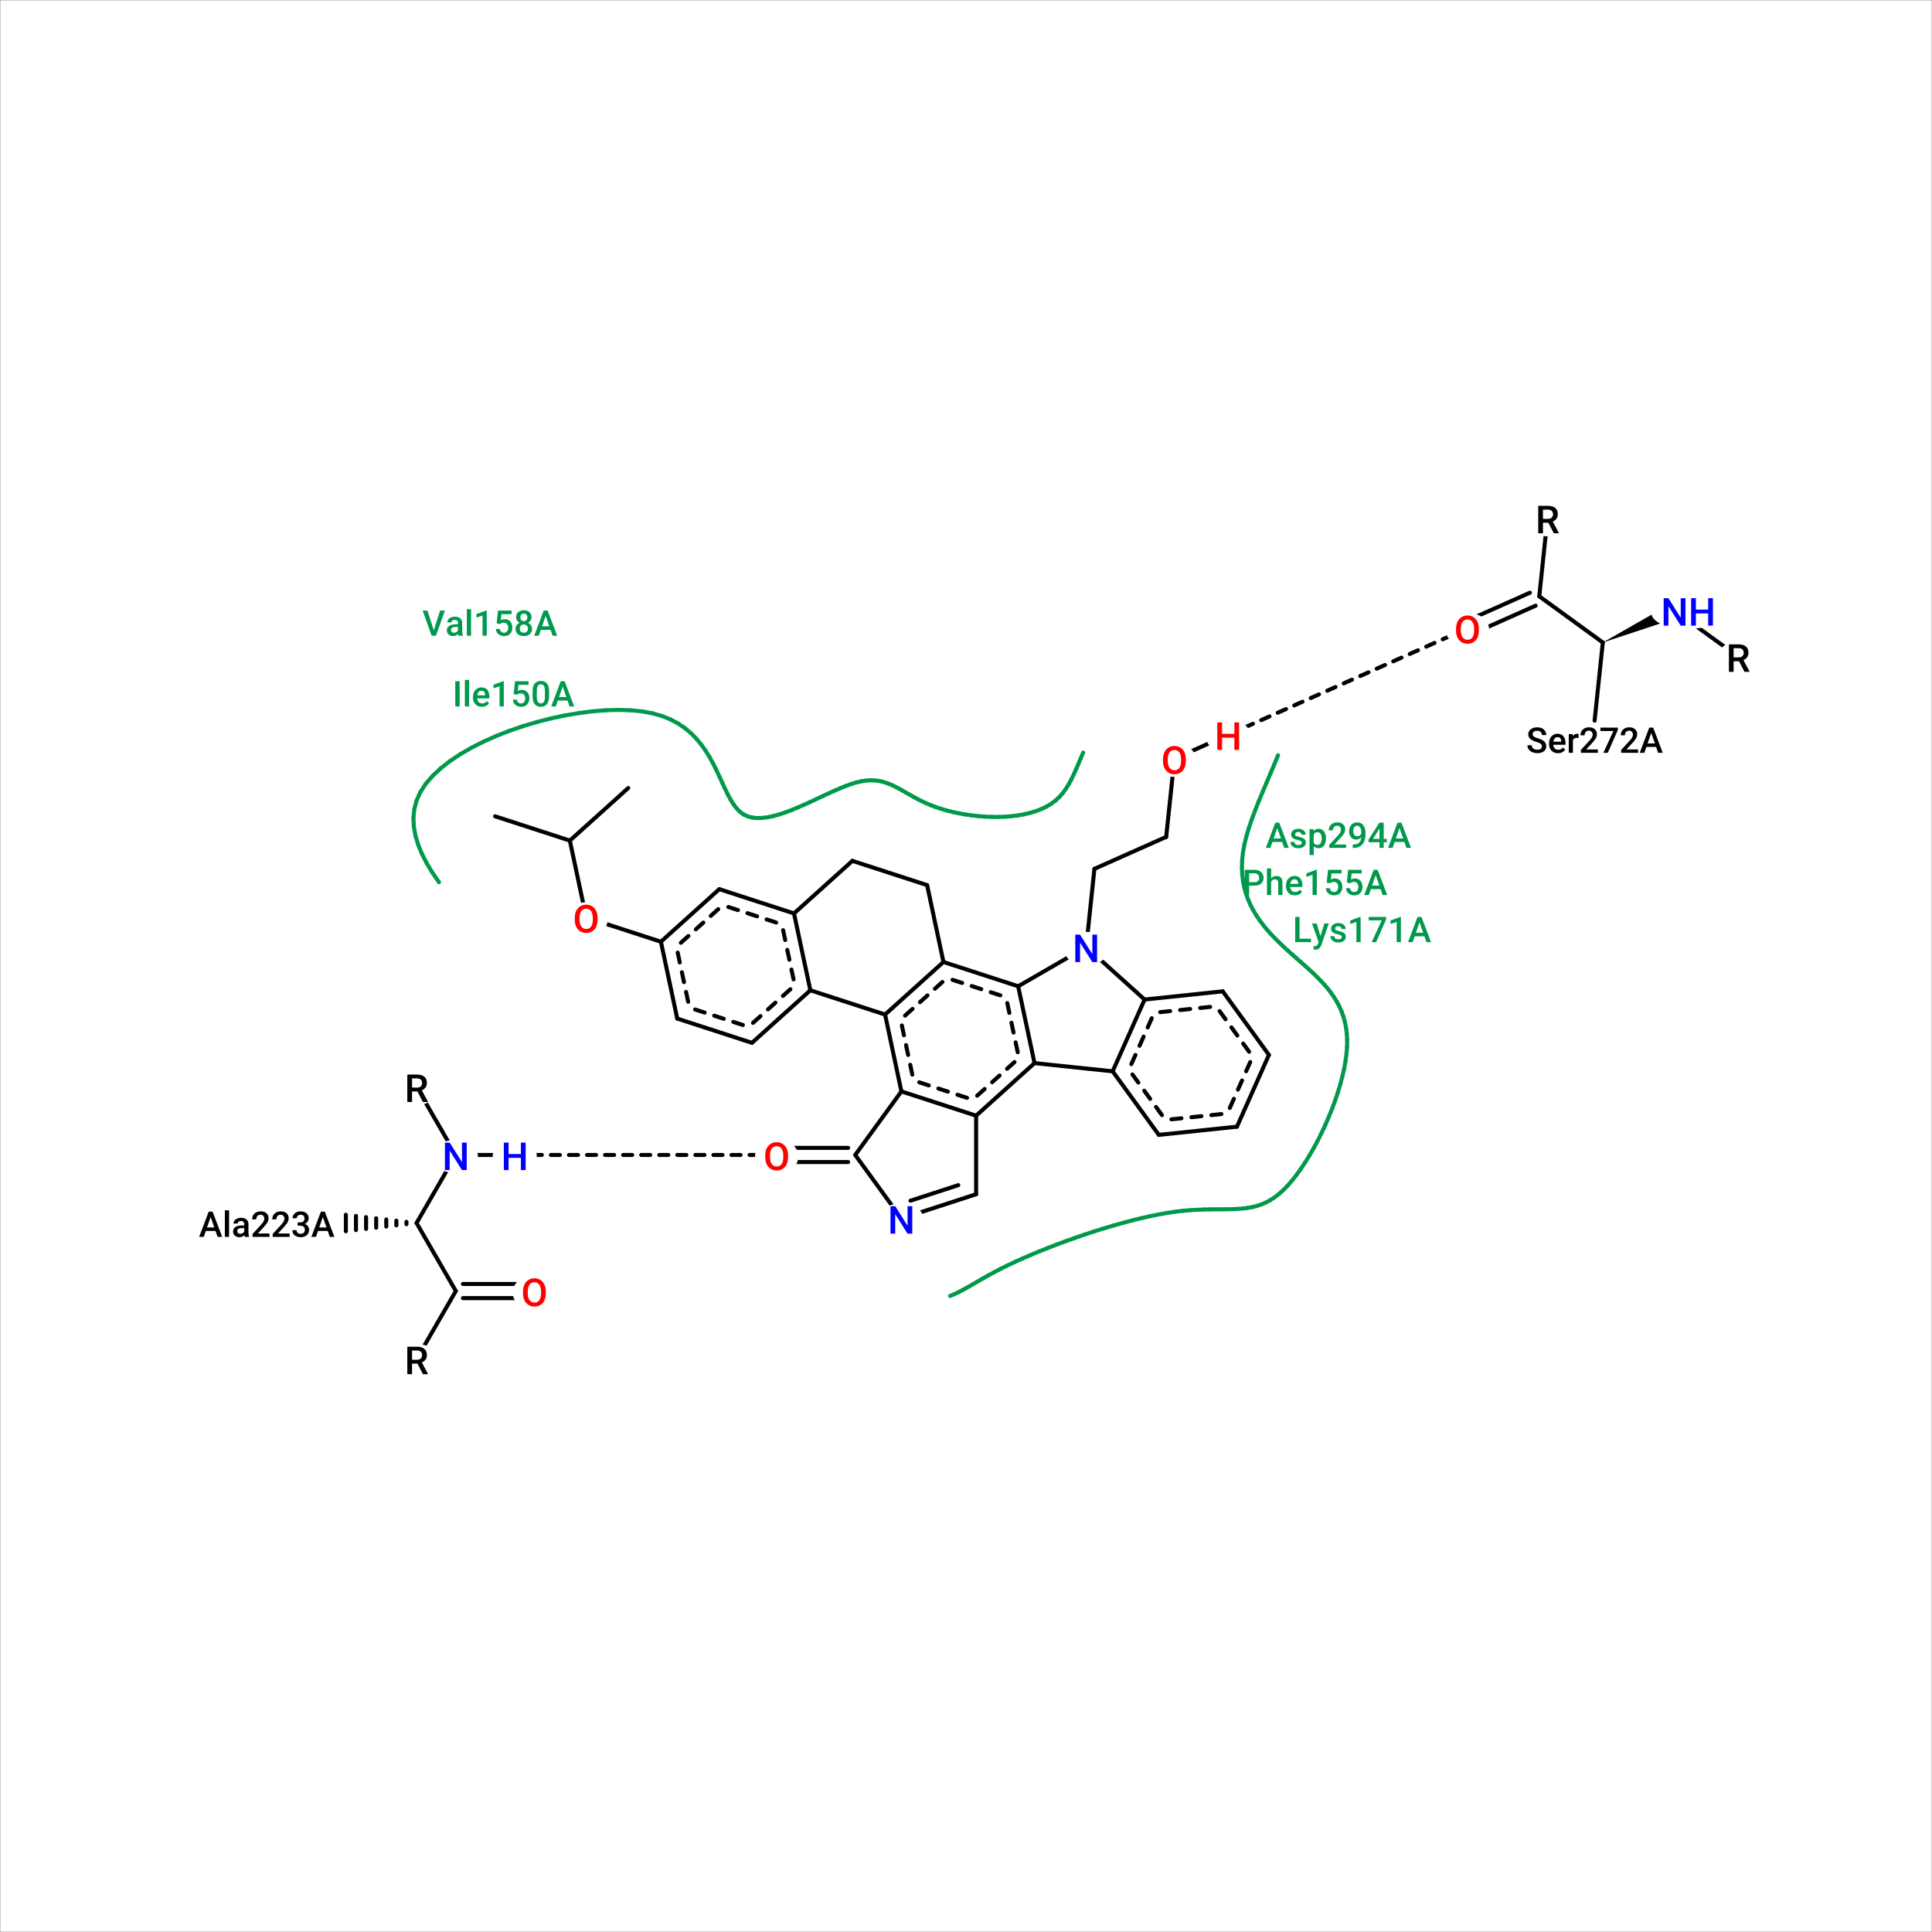 R
Val158A
O
NH
R
Ile150A
H
O
Ser272A
Asp294A
Phe155A
O
Lys171A
N
R
N
H
O
Ala223A
N
O
R